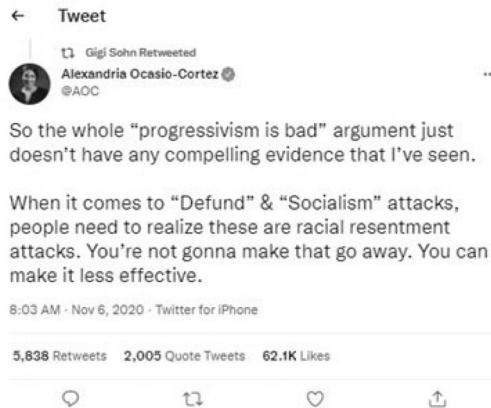 ← Tweet
Gigi Sohn Retweeted
Alexandria Ocasio-Cortez
@AOC
So the whole “progressivism is bad” argument just
doesn’t have any compelling evidence that I’ve seen.
When it comes to “Defund” & “Socialism” attacks,
people need to realize these are racial resentment
attacks. You’re not gonna make that go away. You can
make it less effective.
8:03 AM · Nov 6, 2020 · Twitter for iPhone
5,838 Retweets 2,005 Quote Tweets 62.1K Likes